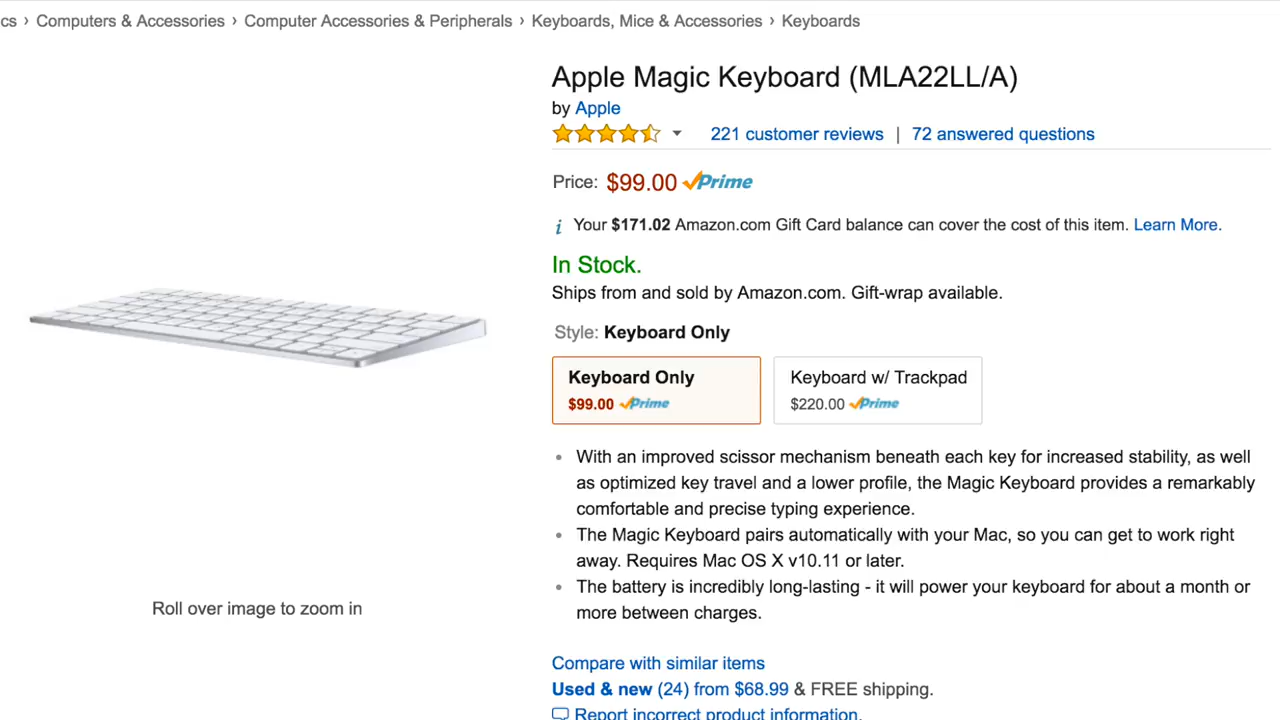 cs › Computers & Accessories › Computer Accessories & Peripherals › Keyboards, Mice & Accessories › Keyboards
Apple Magic Keyboard (MLA22LL/A)
by Apple
221 customer reviews | 72 answered questions
Price: $99.00 Prime
i Your $171.02 Amazon.com Gift Card balance can cover the cost of this item. Learn More.
In Stock.
Ships from and sold by Amazon.com. Gift-wrap available.
Style: Keyboard Only
Keyboard Only
$99.00 Prime
Keyboard w/ Trackpad
$220.00 Prime
• With an improved scissor mechanism beneath each key for increased stability, as well
as optimized key travel and a lower profile, the Magic Keyboard provides a remarkably
comfortable and precise typing experience.
• The Magic Keyboard pairs automatically with your Mac, so you can get to work right
away. Requires Mac OS X v10.11 or later.
• The battery is incredibly long-lasting - it will power your keyboard for about a month or
more between charges.
Roll over image to zoom in
Compare with similar items
Used & new (24) from $68.99 & FREE shipping.
Report incorrect product information.